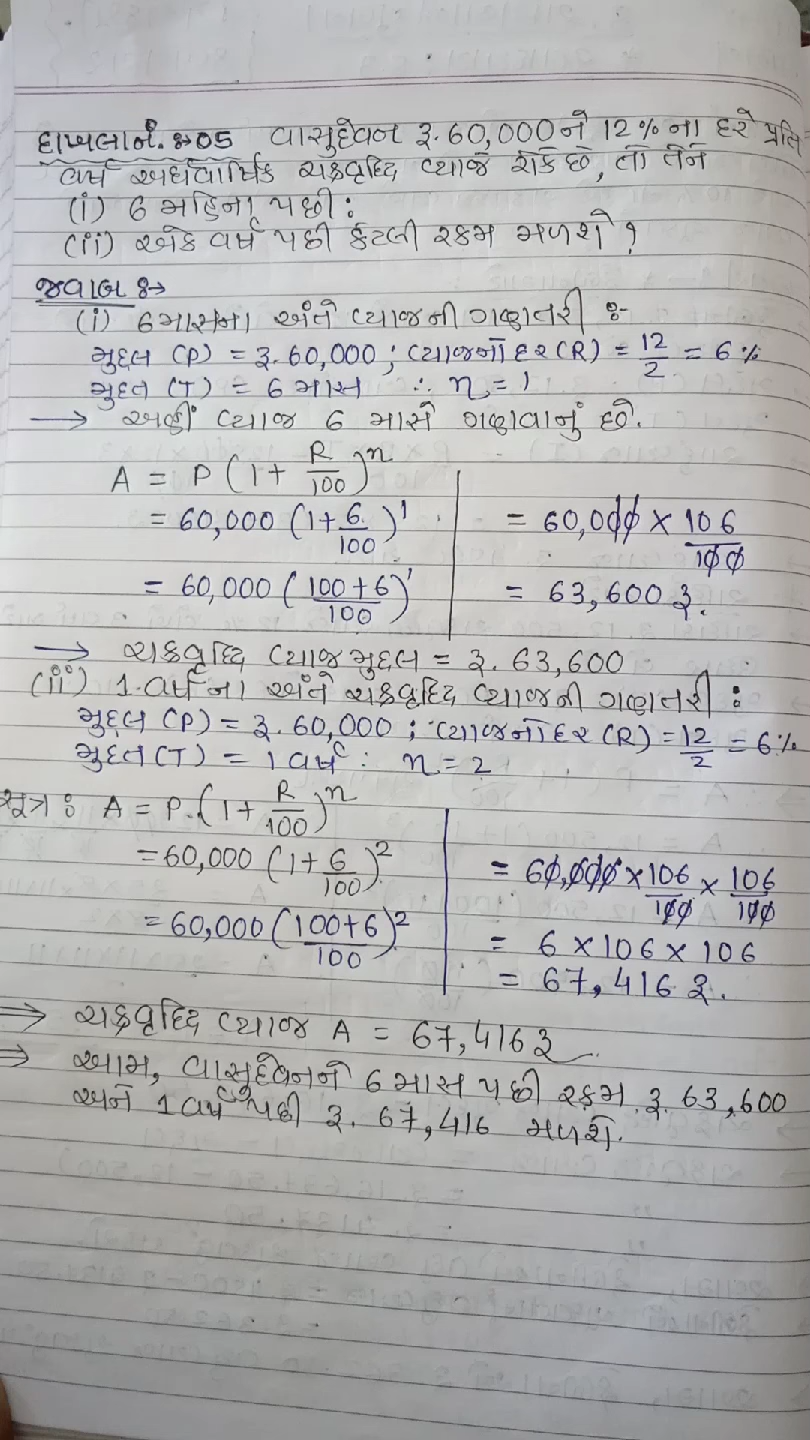 દાખલાનં.:→05 વાસુદેવન રૂ.60,000ને 12%ના દરે પ્રતિ
વર્ષ અર્ધવાર્ષિક ચક્રવૃદ્ધિ વ્યાજે રોકે છે, તો તેને
(i) 6 મહિના પછી:
(ii) એક વર્ષ પછી કેટલી રકમ મળશે?
જવાબ :→
(i) 6માસના અંતે વ્યાજની ગણતરી :-
મુદ્દલ (P) = રૂ.60,000; વ્યાજનો દર(R) = 12/2 = 6%
મુદ્દત (T) = 6 માસ ∴ n = 1
→ અહીં વ્યાજ 6 માસે ગણવાનું છે.
A = P (1 + R/100)^n
= 60,000 (1+6/100)^1
= 60,000 (100+6/100)^1
= 60,000 × 106/100
= 63,600 રૂ.
→ ચક્રવૃદ્ધિ વ્યાજમુદ્દલ = રૂ. 63,600
(ii) 1.વર્ષના અંતે ચક્રવૃદ્ધિ વ્યાજની ગણતરી :
મુદ્દલ (P) = રૂ.60,000 ; વ્યાજનો દર (R) = 12/2 = 6%
મુદ્દત (T) = 1 વર્ષ : n = 2
સૂત્ર : A = P.(1 + R/100)^n
= 60,000 (1+6/100)^2
= 60,000 (100+6/100)^2
= 60,000 × 106/100 × 106/100
= 6 × 106 × 106
= 67,416 રૂ.
⇒ ચક્રવૃદ્ધિ વ્યાજ A = 67,416 રૂ
⇒ આમ, વાસુદેવનને 6 માસ પછી રકમ રૂ. 63,600
અને 1 વર્ષ પછી રૂ. 67,416 મળશે.